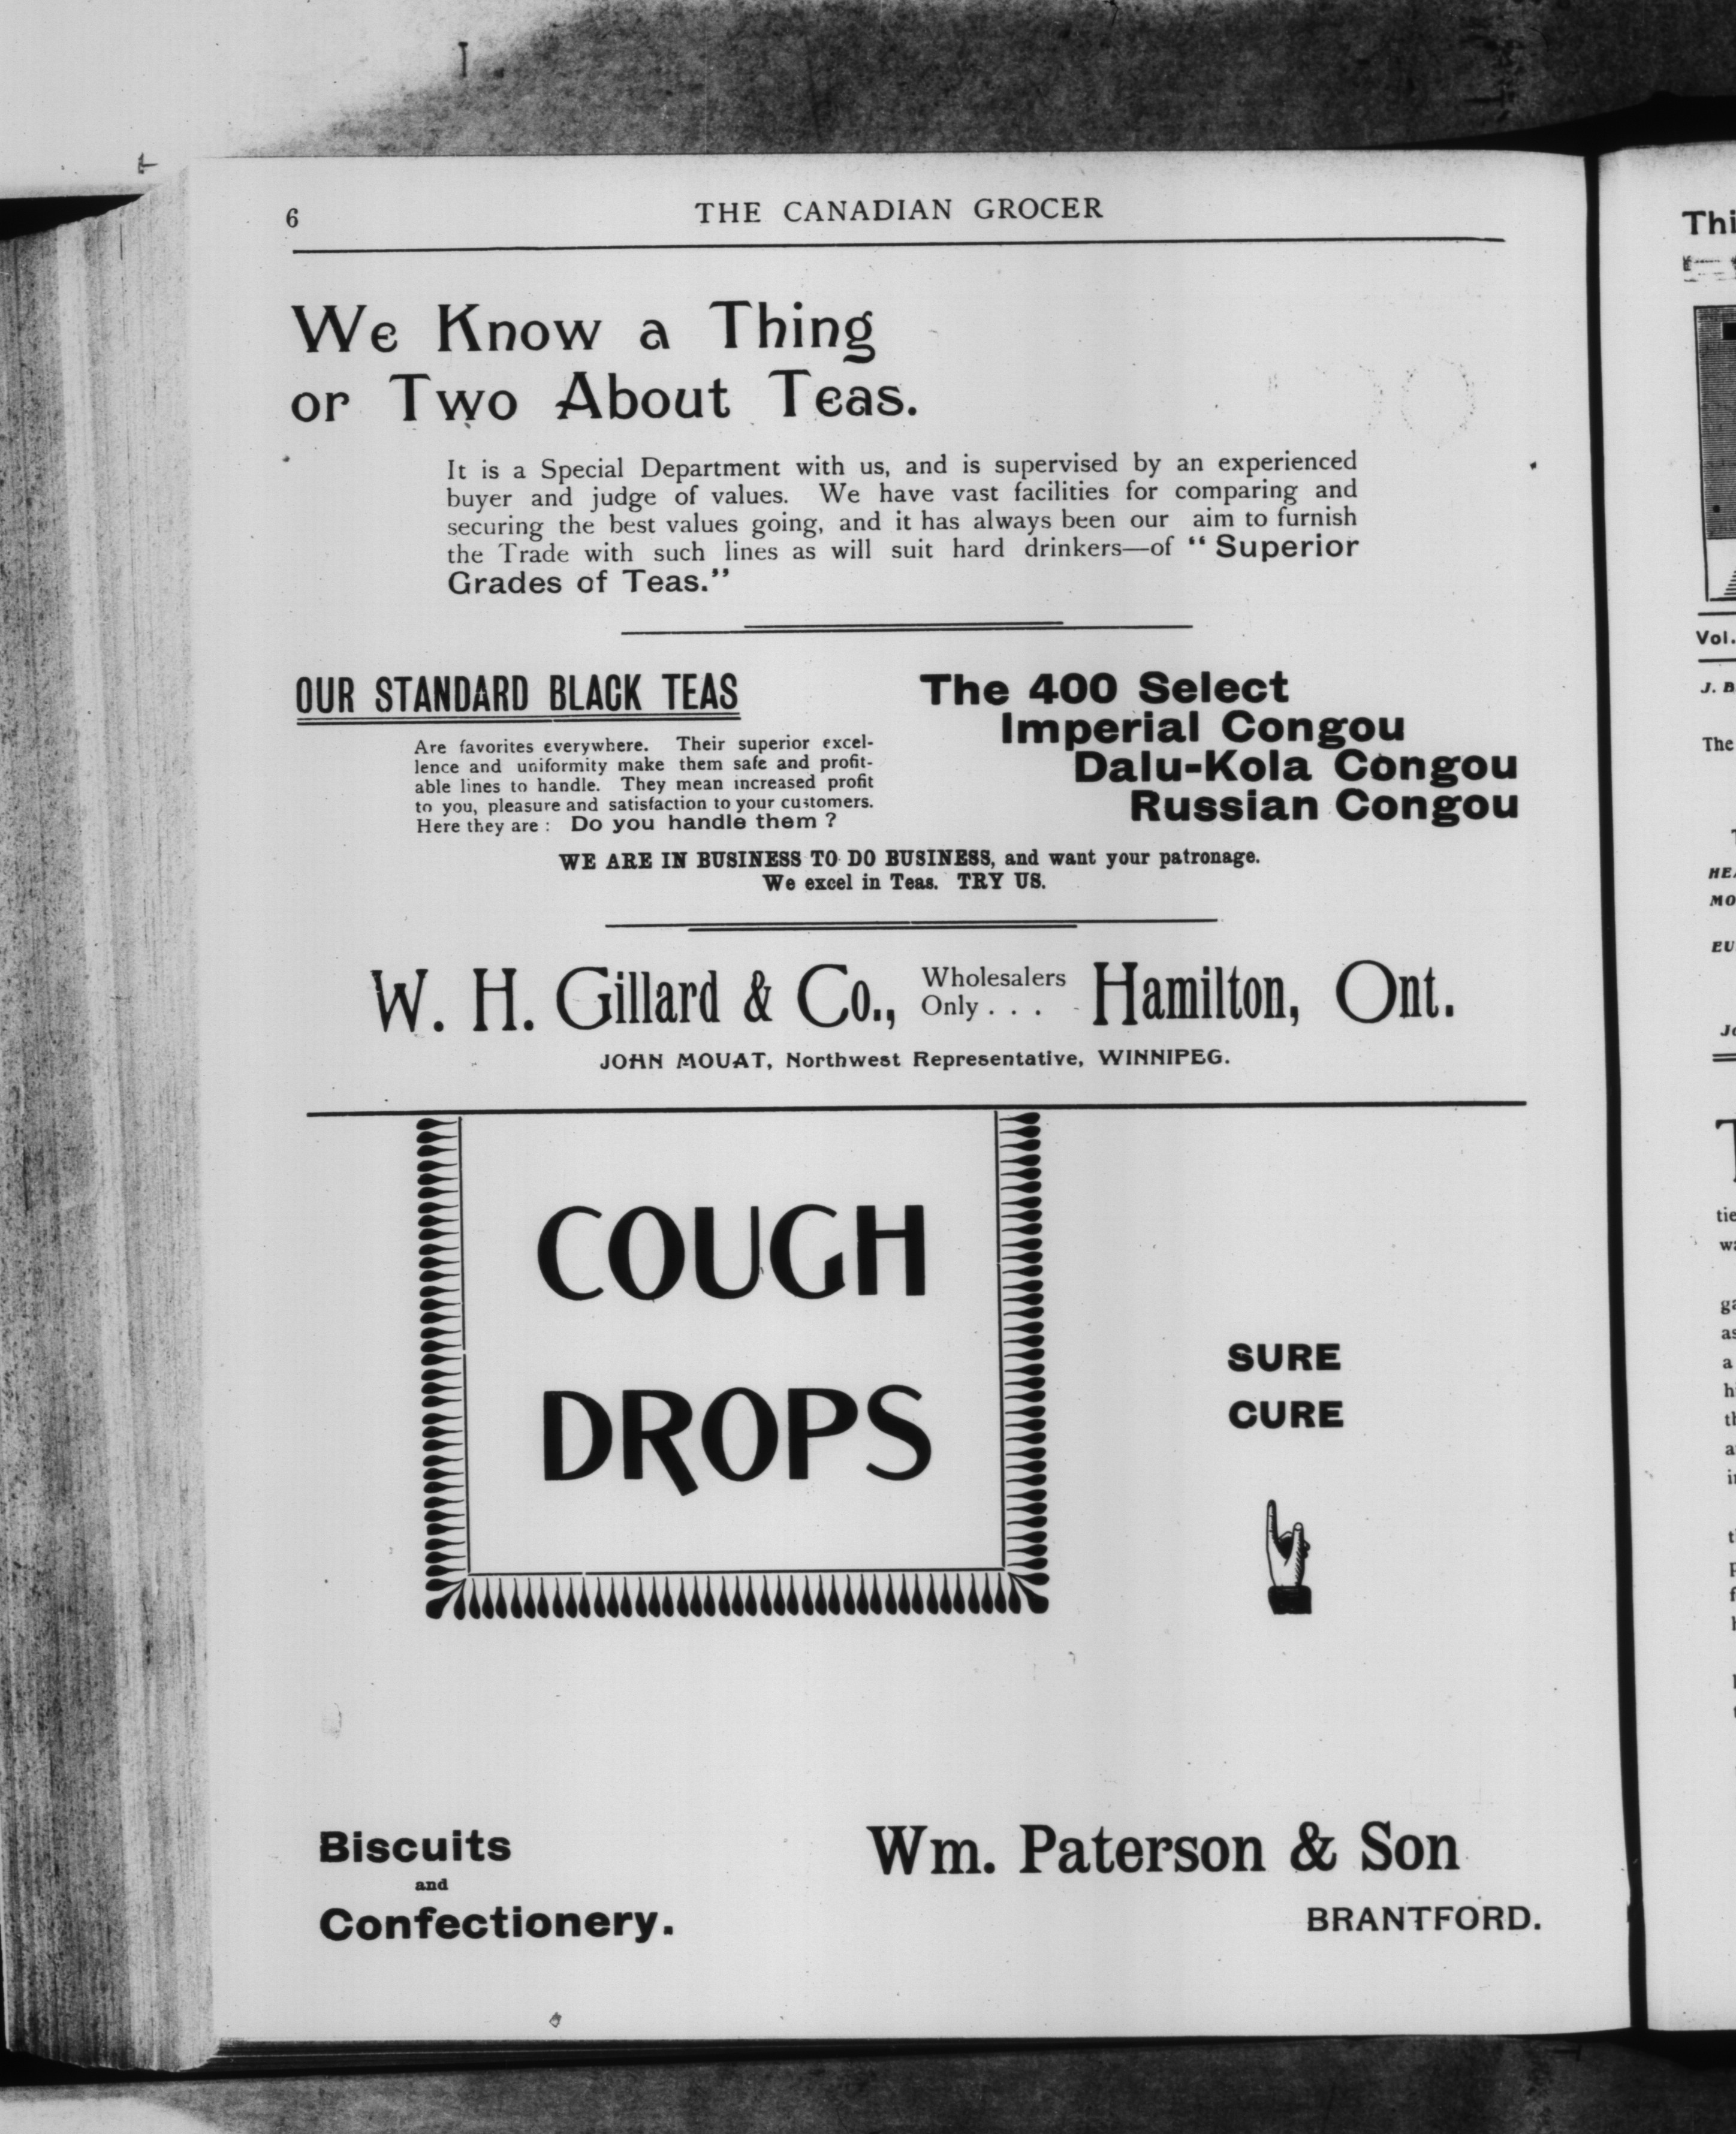 6
THE CANADIAN GROCER
We Know a Thing
or Two About Teas.
It is a Special Department with us, and is supervised by an experienced
buyer and judge of values. We have vast facilities for comparing and
securing the best values going, and it has always been our aim to furnish
the Trade with such lines as will suit hard drinkers—of “Superior
Grades of Teas.”
OUR STANDARD BLACK TEAS
Are favorites everywhere. Their superior excel-
lence and uniformity make them safe and profit-
able lines to handle. They mean increased profit
to you, pleasure and satisfaction to your customers.
Here they are : Do you handle them ?
The 400 Select
Imperial Congou
Dalu-Kola Congou
Russian Congou
WE ARE IN BUSINESS TO DO BUSINESS, and want your patronage.
We excel in Teas. TRY US.
W. H. Gillard & Co., Wholesalers Only . . . Hamilton, Ont.
JOHN MOUAT, Northwest Representative, WINNIPEG.
COUGH
DROPS
SURE
CURE
Biscuits
and
Confectionery.
Wm. Paterson & Son
BRANTFORD.
Vol.
The